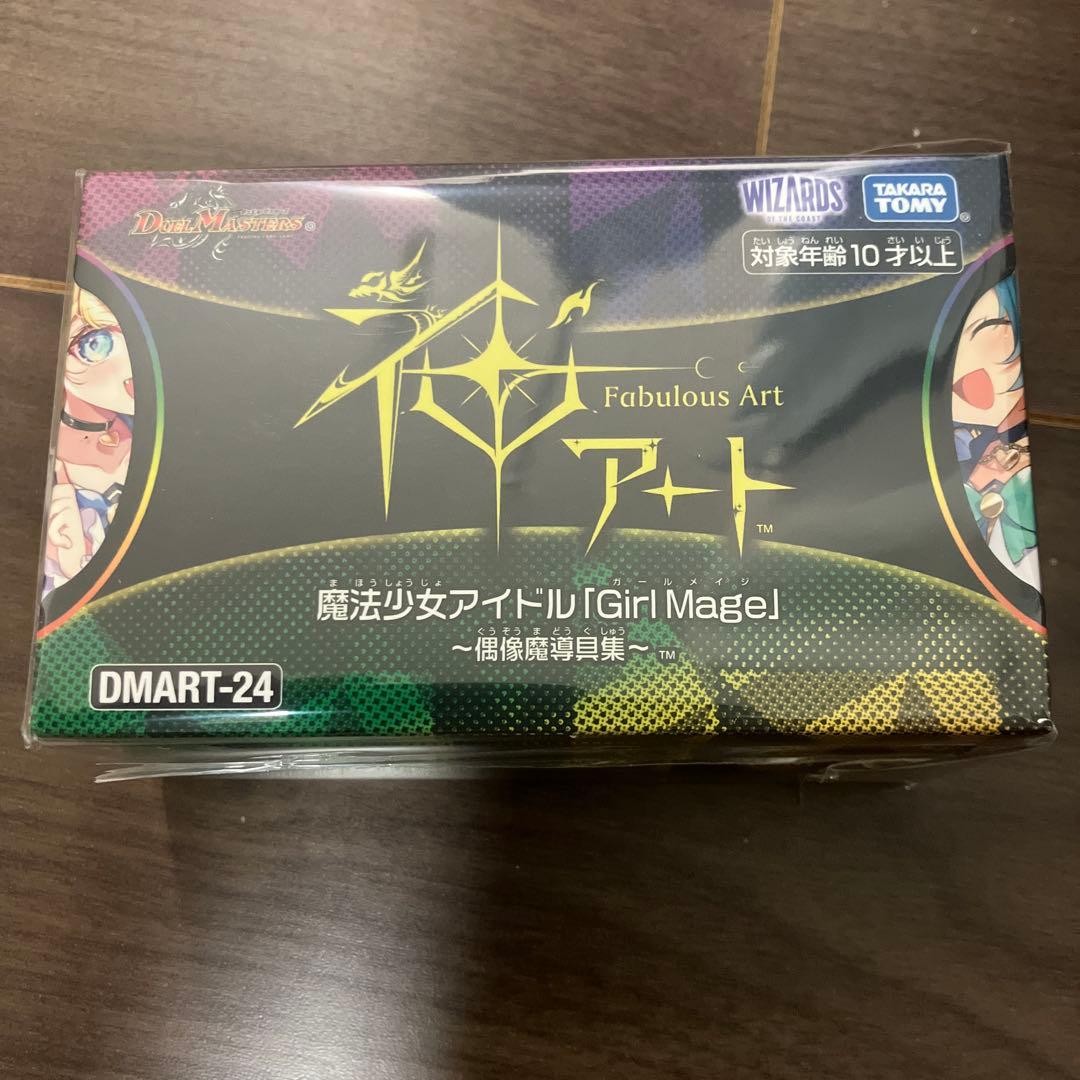 DUEL MASTERS
WIZARDS
OF THE COAST
TAKARA
TOMY
たいしょうねんれい さいいじょう
対象年齢10才以上
神
Fabulous Art
アート
TM
まほうしょうじょ ガールメイジ
魔法少女アイドル「Girl Mage」
ぐうぞうまどうぐしゅう
～偶像魔導具集～ TM
DMART-24